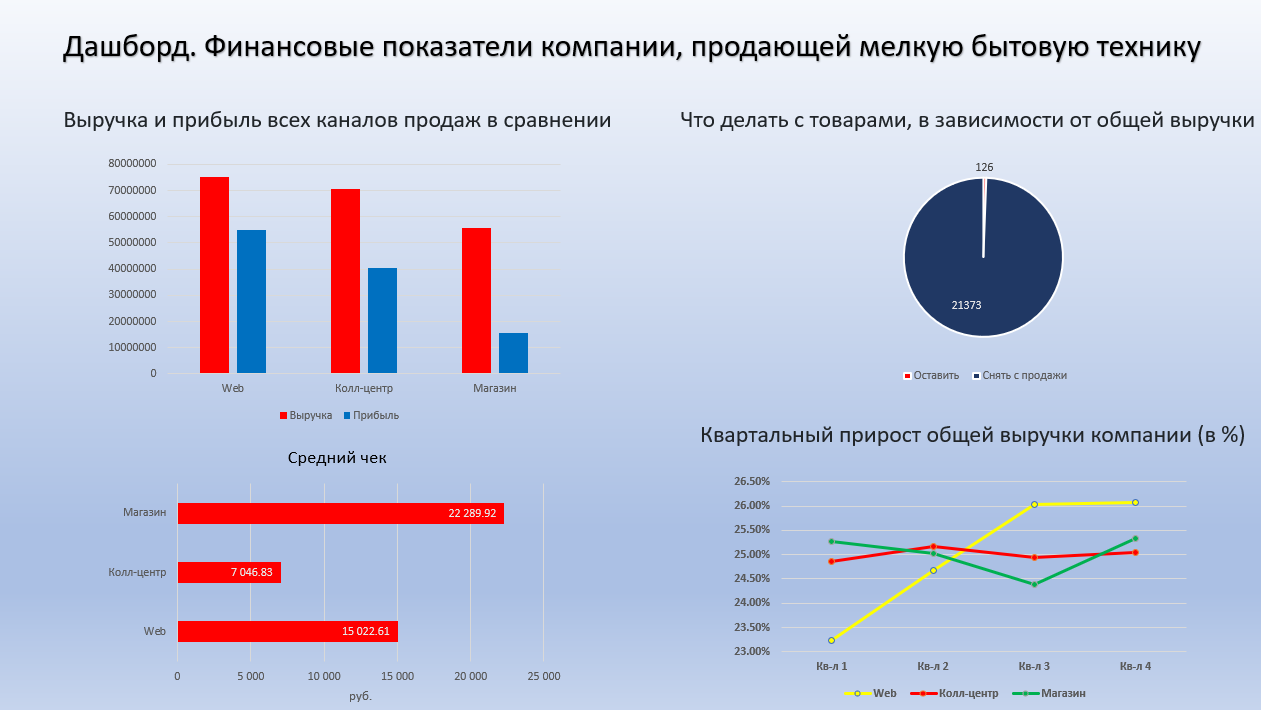 Дашборд. Финансовые показатели компании, продающей мелкую бытовую технику
Выручка и прибыль всех каналов продаж в сравнении
80000000
70000000
60000000
50000000
40000000
30000000
20000000
10000000
0
Web Колл-центр Магазин
Выручка Прибыль
Что делать с товарами, в зависимости от общей выручки
126
21373
Оставить Снять с продажи
Средний чек
Магазин 22 289.92
Колл-центр 7 046.83
Web 15 022.61
0 5 000 10 000 15 000 20 000 25 000
руб.
Квартальный прирост общей выручки компании (в %)
26.50%
26.00%
25.50%
25.00%
24.50%
24.00%
23.50%
23.00%
Кв-л 1 Кв-л 2 Кв-л 3 Кв-л 4
Web Колл-центр Магазин